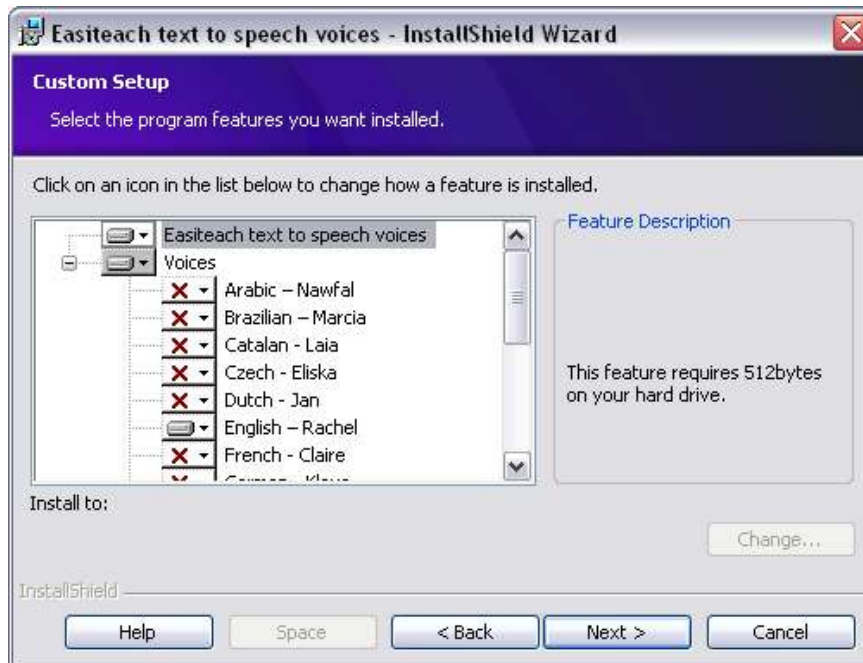 Easiteach text to speech voices - InstallShield Wizard
Custom Setup
Select the program features you want installed.
Click on an icon in the list below to change how a feature is installed.
Easiteach text to speech voices
Voices
Arabic – Nawfal
Brazilian – Marcia
Catalan - Laia
Czech - Eliska
Dutch - Jan
English – Rachel
French - Claire
Feature Description
This feature requires 512bytes
on your hard drive.
Install to:
Change...
InstallShield
Help
Space
< Back
Next >
Cancel